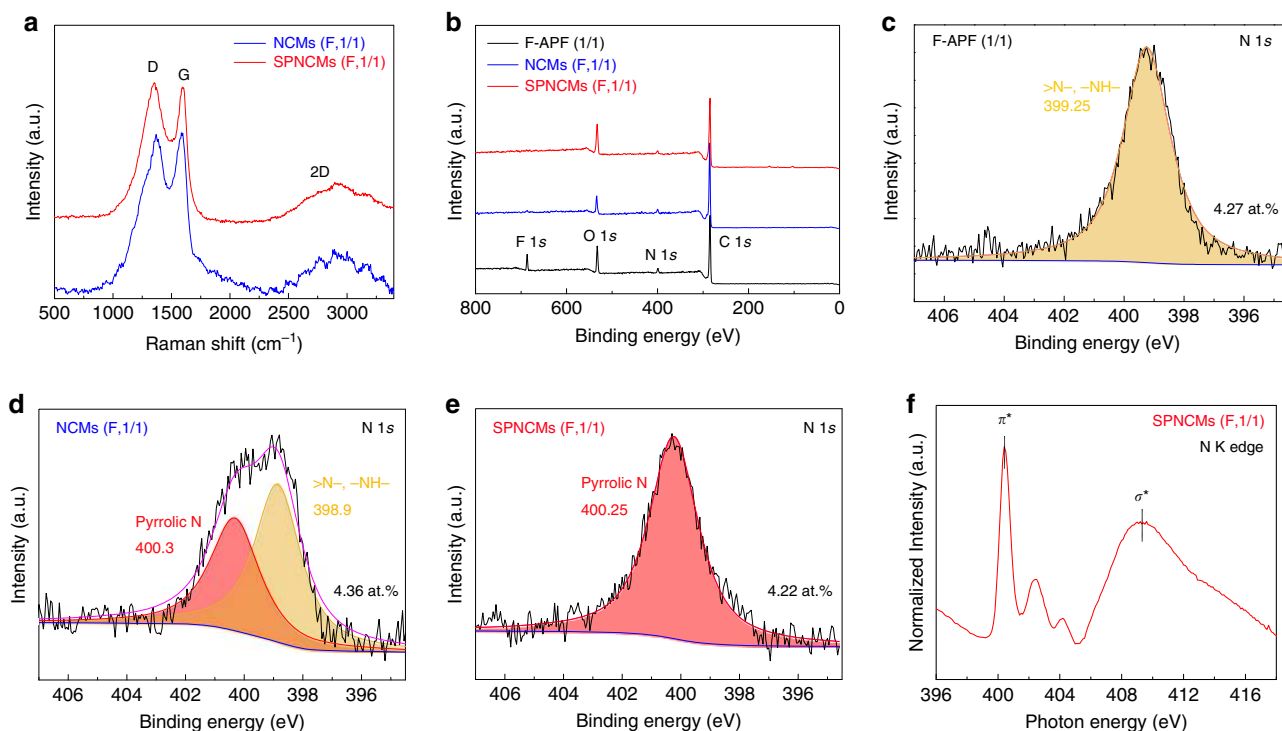 a
NCMs (F,1/1)
SPNCMs (F,1/1)
D
G
2D
Intensity (a.u.)
500 1000 1500 2000 2500 3000
Raman shift (cm⁻¹)
b
F-APF (1/1)
NCMs (F,1/1)
SPNCMs (F,1/1)
F 1s
O 1s
N 1s
C 1s
Intensity (a.u.)
800 600 400 200 0
Binding energy (eV)
c
F-APF (1/1)
N 1s
>N–, –NH–
399.25
4.27 at.%
Intensity (a.u.)
406 404 402 400 398 396
Binding energy (eV)
d
NCMs (F,1/1)
N 1s
>N–, –NH–
398.9
Pyrrolic N
400.3
4.36 at.%
Intensity (a.u.)
406 404 402 400 398 396
Binding energy (eV)
e
SPNCMs (F,1/1)
N 1s
Pyrrolic N
400.25
4.22 at.%
Intensity (a.u.)
406 404 402 400 398 396
Binding energy (eV)
f
π*
SPNCMs (F,1/1)
N K edge
σ*
Normalized Intensity (a.u.)
396 400 404 408 412 416
Photon energy (eV)